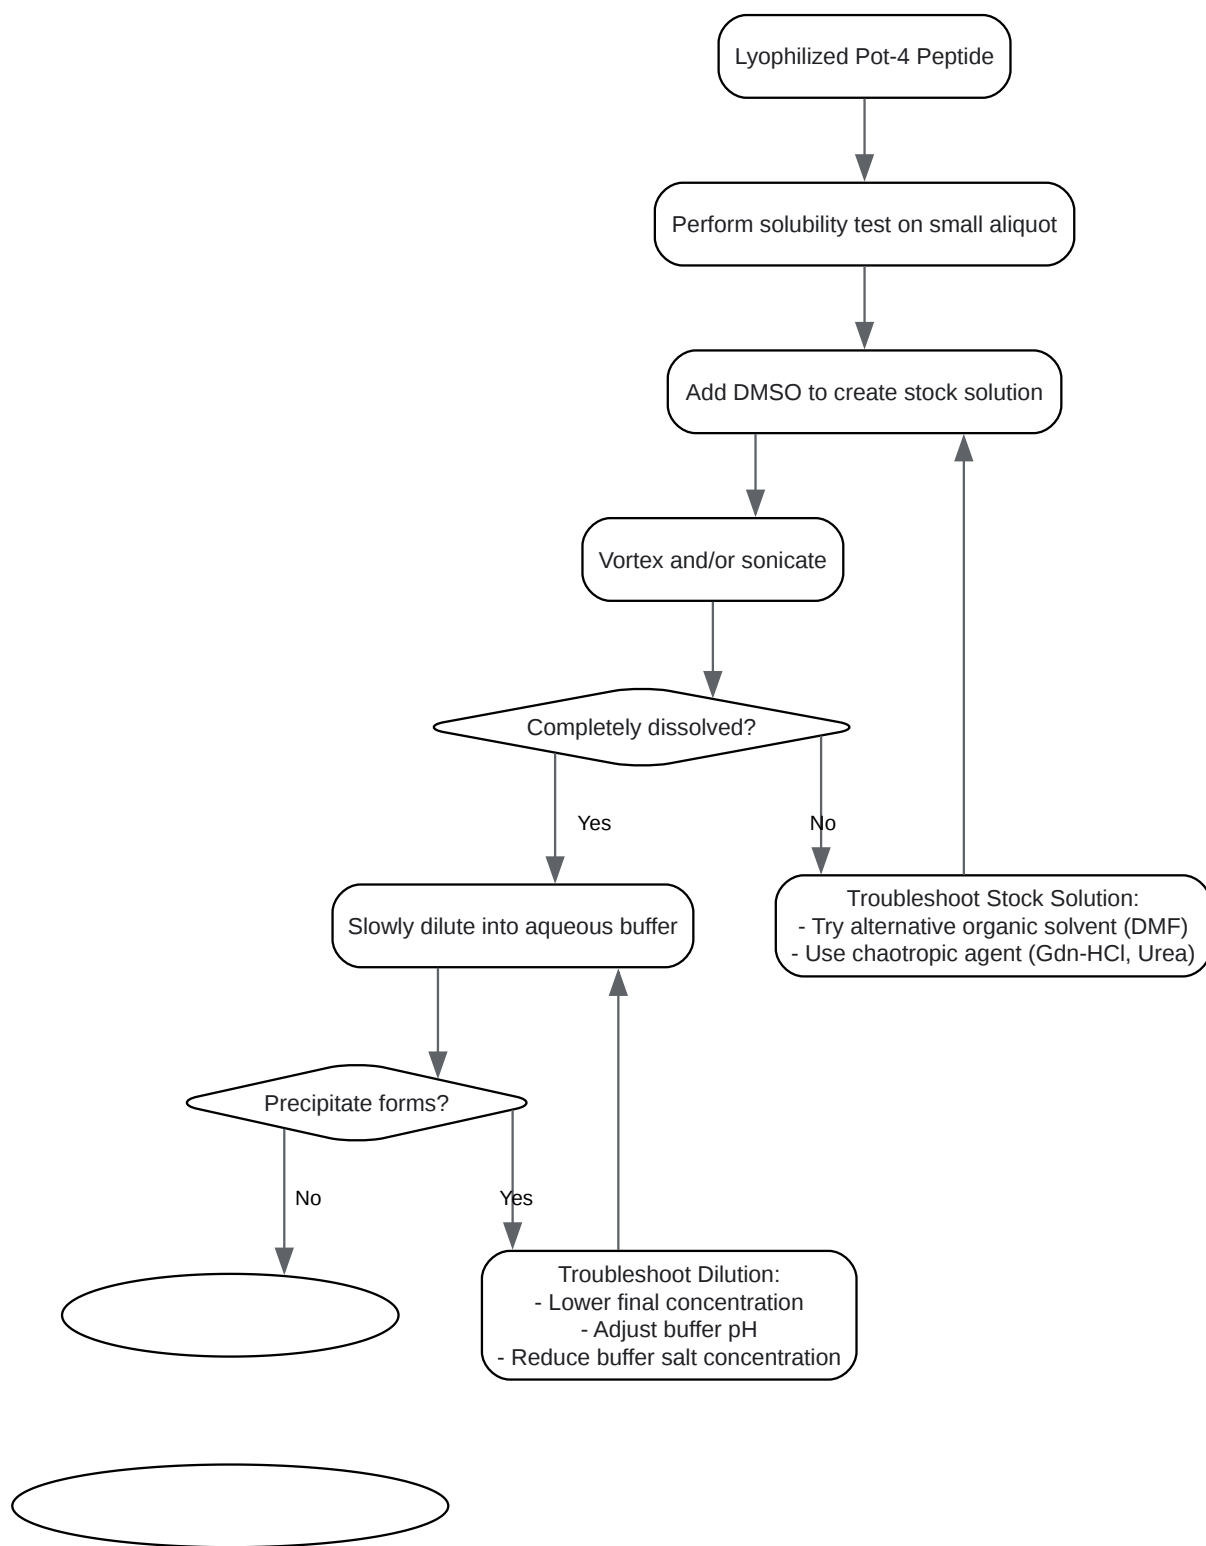 Lyophilized Pot-4 Peptide
Perform solubility test on small aliquot
Add DMSO to create stock solution
Vortex and/or sonicate
Completely dissolved?
Yes
No
Slowly dilute into aqueous buffer
Troubleshoot Stock Solution:
- Try alternative organic solvent (DMF)
- Use chaotropic agent (Gdn-HCl, Urea)
Precipitate forms?
No
Yes
Troubleshoot Dilution:
- Lower final concentration
- Adjust buffer pH
- Reduce buffer salt concentration